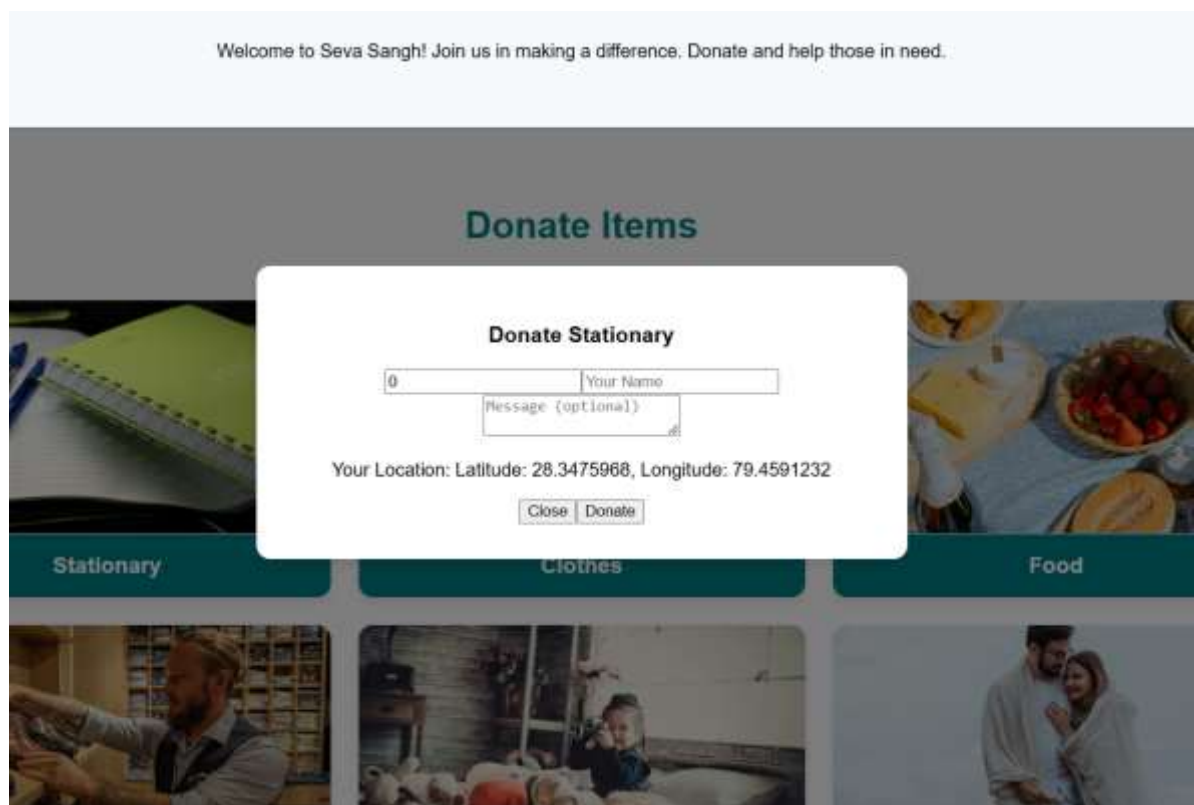 Welcome to Seva Sangh! Join us in making a difference. Donate and help those in need.
Donate Items
Donate Stationary
0 Your Name
Message (optional)
Your Location: Latitude: 28.3475968, Longitude: 79.4591232
Close Donate
Stationary Clothes Food